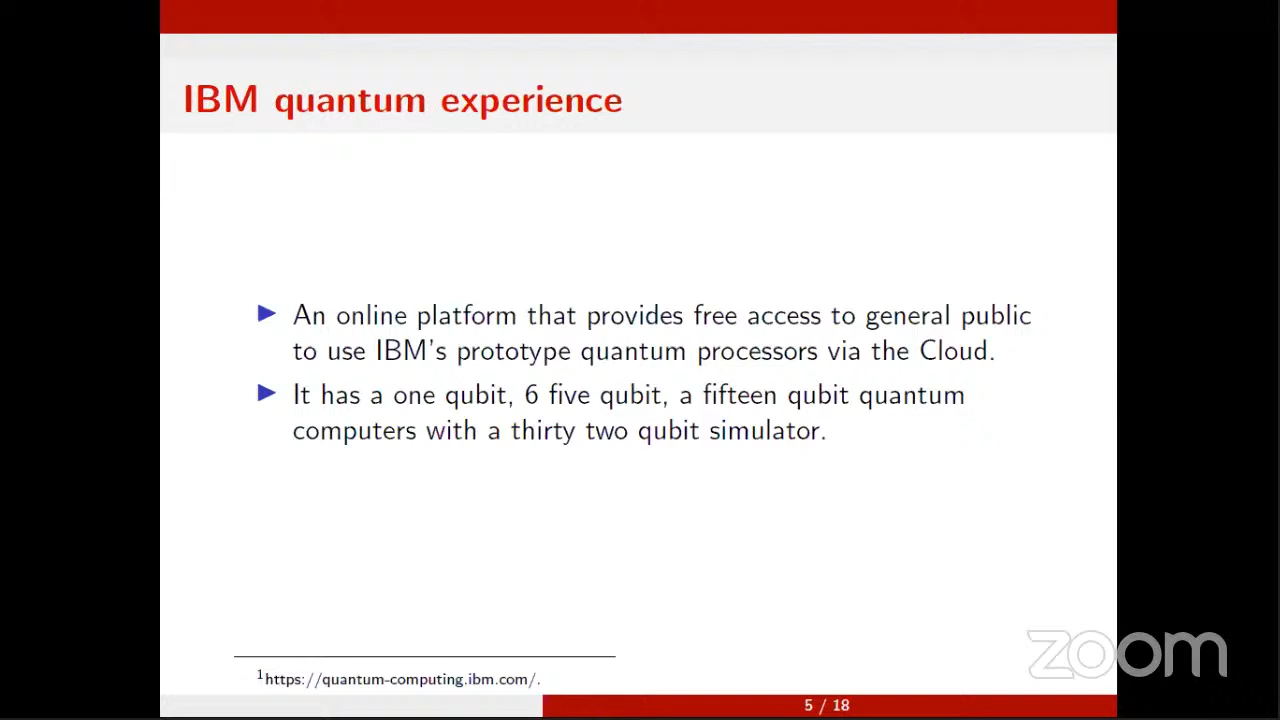 IBM quantum experience
▶ An online platform that provides free access to general public
to use IBM's prototype quantum processors via the Cloud.
▶ It has a one qubit, 6 five qubit, a fifteen qubit quantum
computers with a thirty two qubit simulator.
1https://quantum-computing.ibm.com/.
5 / 18
zoom